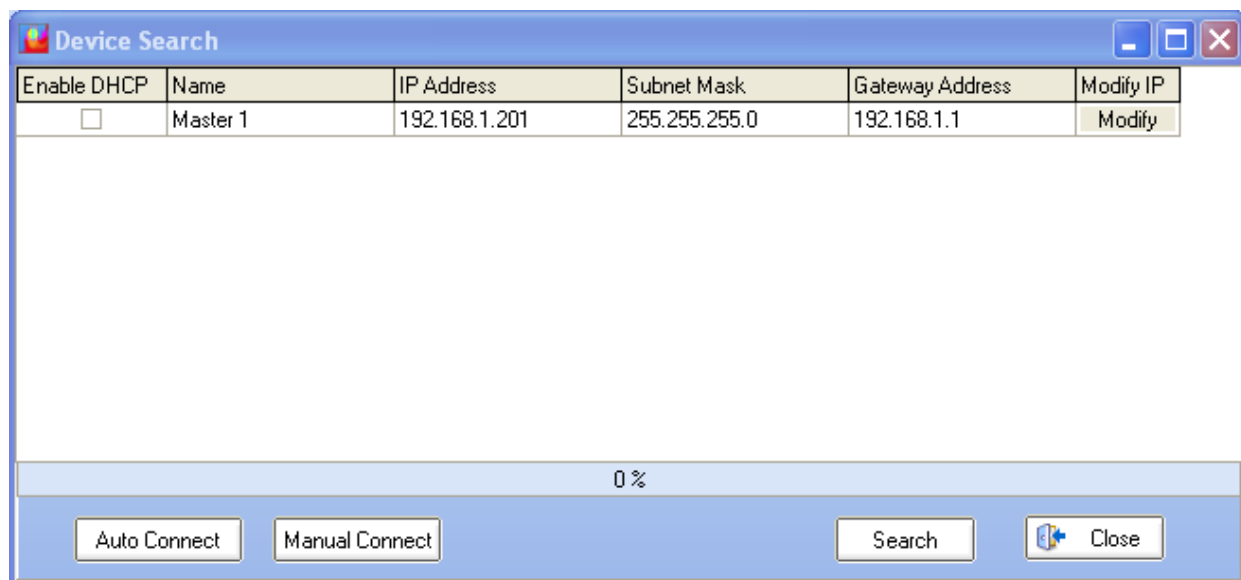 Device Search
Enable DHCP Name IP Address Subnet Mask Gateway Address Modify IP
Master 1 192.168.1.201 255.255.255.0 192.168.1.1 Modify
0 %
Auto Connect Manual Connect Search Close